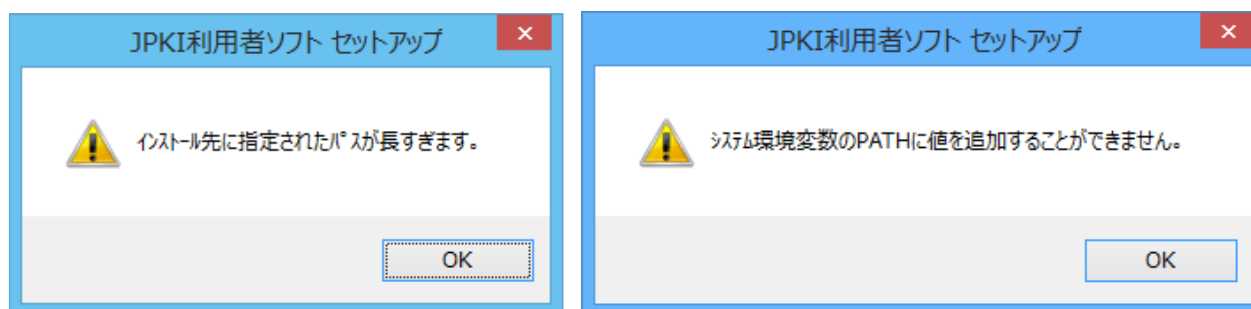 JPKI利用者ソフト セットアップ
インストール先に指定されたパスが長すぎます。
OK
JPKI利用者ソフト セットアップ
システム環境変数のPATHに値を追加することができません。
OK